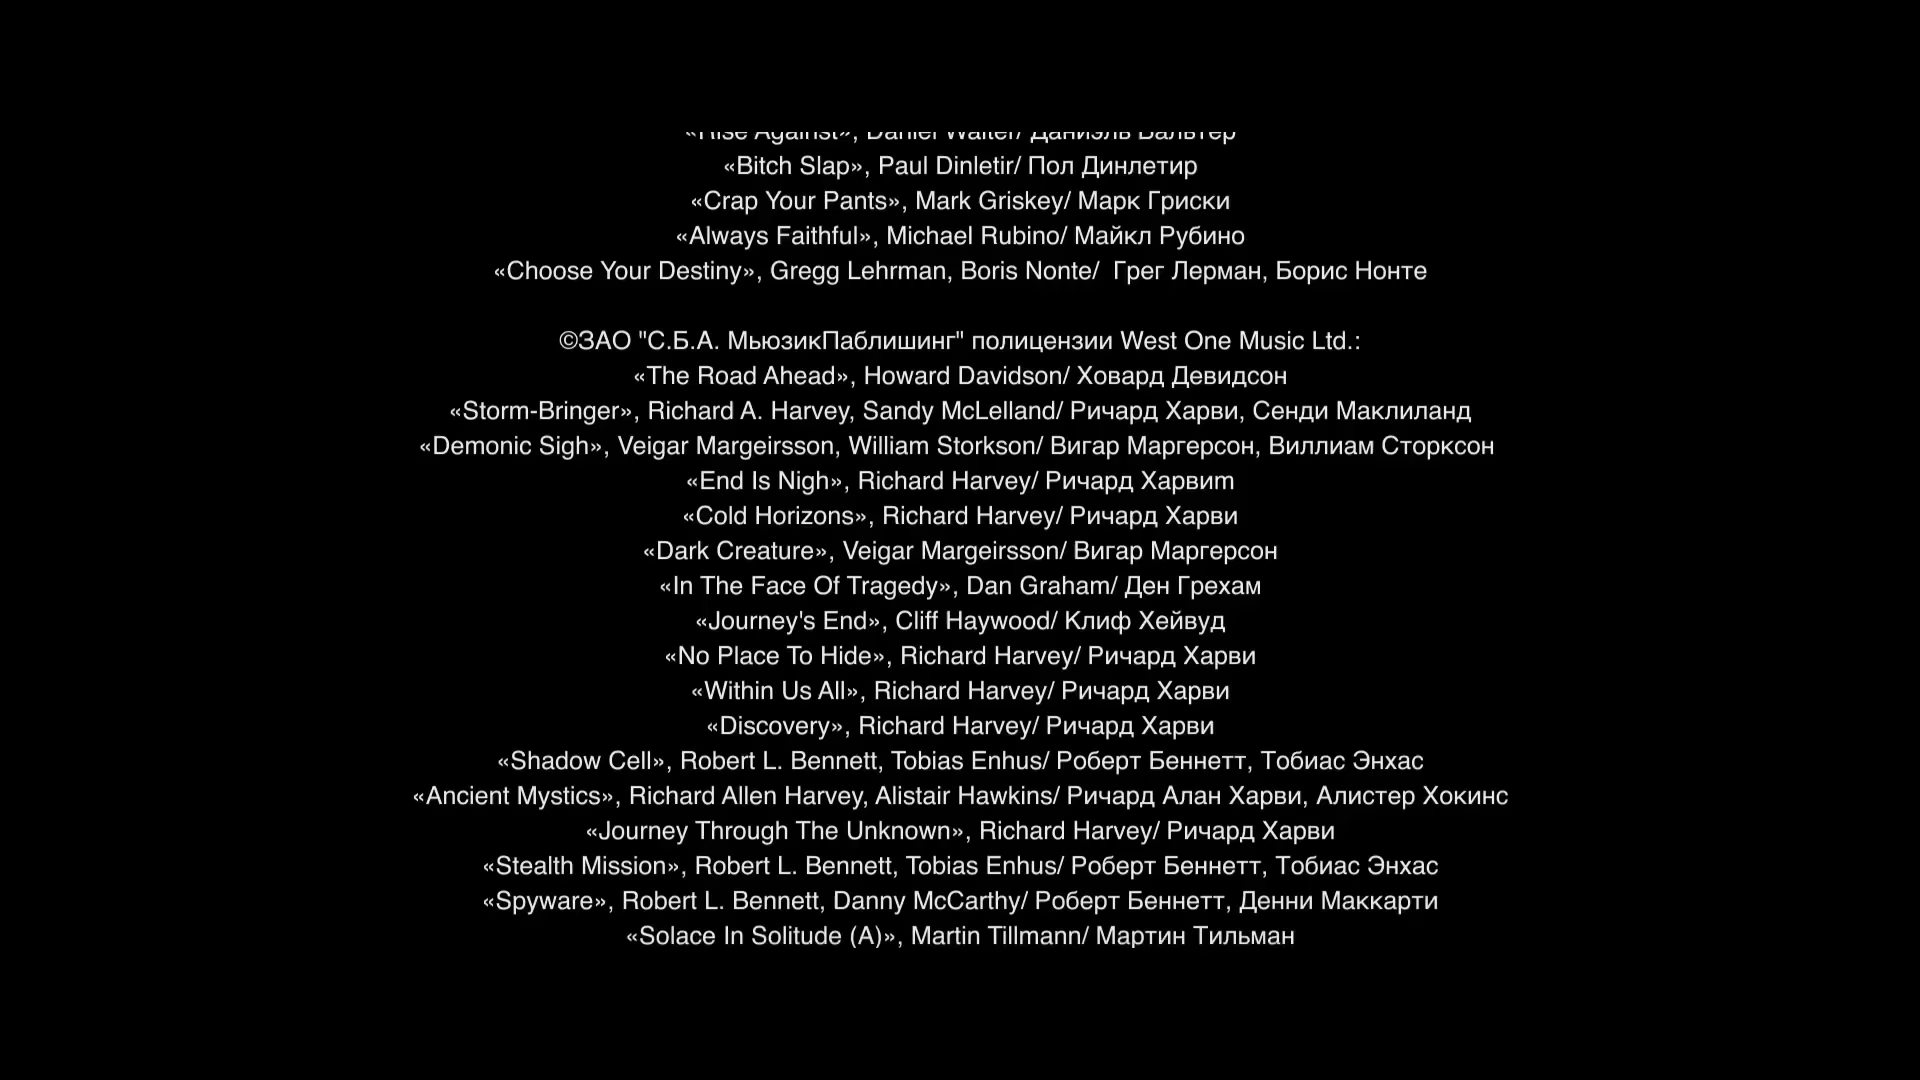 «Rise Against», Daniel Walter/ Даниэль Вальтер
«Bitch Slap», Paul Dinletir/ Пол Динлетир
«Crap Your Pants», Mark Griskey/ Марк Гриски
«Always Faithful», Michael Rubino/ Майкл Рубино
«Choose Your Destiny», Gregg Lehrman, Boris Nonte/  Грег Лерман, Борис Нонте
©ЗАО "С.Б.А. МьюзикПаблишинг" полицензии West One Music Ltd.:
«The Road Ahead», Howard Davidson/ Ховард Девидсон
«Storm-Bringer», Richard A. Harvey, Sandy McLelland/ Ричард Харви, Сенди Маклиланд
«Demonic Sigh», Veigar Margeirsson, William Storkson/ Вигар Маргерсон, Виллиам Сторксон
«End Is Nigh», Richard Harvey/ Ричард Харвиm
«Cold Horizons», Richard Harvey/ Ричард Харви
«Dark Creature», Veigar Margeirsson/ Вигар Маргерсон
«In The Face Of Tragedy», Dan Graham/ Ден Грехам
«Journey's End», Cliff Haywood/ Клиф Хейвуд
«No Place To Hide», Richard Harvey/ Ричард Харви
«Within Us All», Richard Harvey/ Ричард Харви
«Discovery», Richard Harvey/ Ричард Харви
«Shadow Cell», Robert L. Bennett, Tobias Enhus/ Роберт Беннетт, Тобиас Энхас
«Ancient Mystics», Richard Allen Harvey, Alistair Hawkins/ Ричард Алан Харви, Алистер Хокинс
«Journey Through The Unknown», Richard Harvey/ Ричард Харви
«Stealth Mission», Robert L. Bennett, Tobias Enhus/ Роберт Беннетт, Тобиас Энхас
«Spyware», Robert L. Bennett, Danny McCarthy/ Роберт Беннетт, Денни Маккарти
«Solace In Solitude (A)», Martin Tillmann/ Мартин Тильман